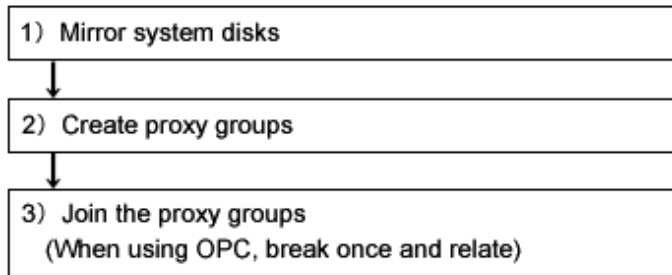 1）Mirror system disks
2）Create proxy groups
3）Join the proxy groups
(When using OPC, break once and relate)